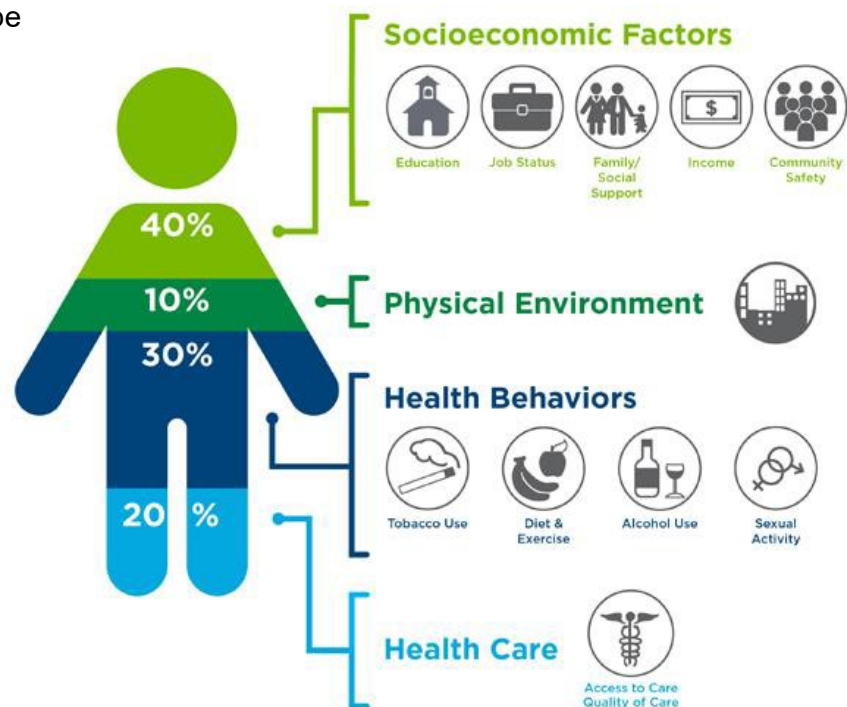 be
Socioeconomic Factors
Education
Job Status
Family/
Social
Support
$
Income
Community
Safety
40%
10%
Physical Environment
30%
Health Behaviors
Tobacco Use
Diet &
Exercise
Alcohol Use
Sexual
Activity
20 %
Health Care
Access to Care
Quality of Care